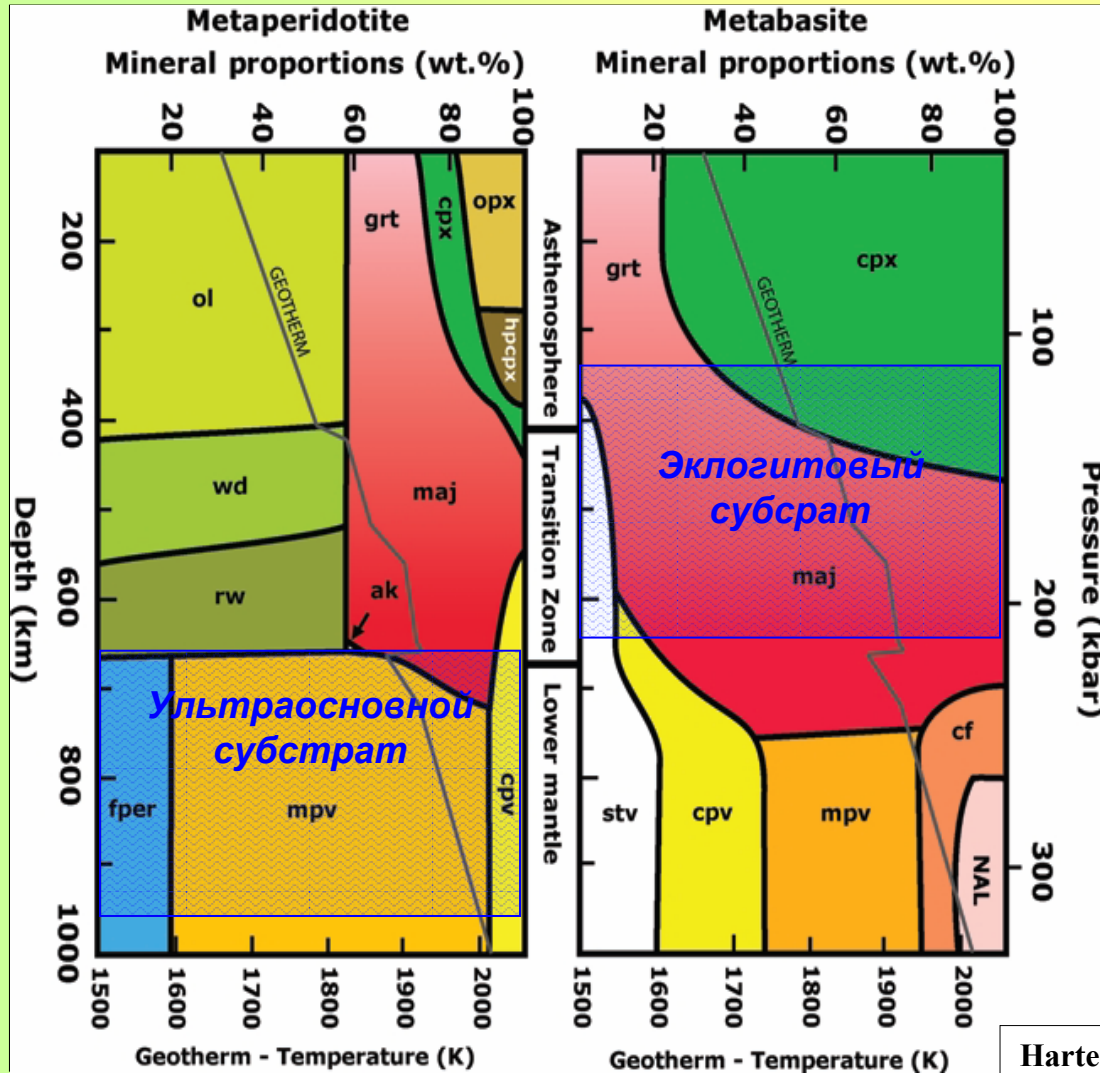 Metaperidotite
Mineral proportions (wt.%)
20
40
60
80
100
Metabasite
Mineral proportions (wt.%)
20
40
60
80
100
Depth (km)
200
400
600
800
1000
ol
GEOTHERM
grt
cpx
opx
hpcpx
wd
maj
rw
ak
fper
mpv
cpv
Ультраосновной
субстрат
Asthenosphere
Transition Zone
Lower mantle
grt
GEOTHERM
cpx
Эклогитовый
субсрат
maj
stv
cpv
mpv
cf
NAL
Pressure (kbar)
100
200
300
1500
1600
1700
1800
1900
2000
Geotherm - Temperature (K)
1500
1600
1700
1800
1900
2000
Geotherm - Temperature (K)
Harte